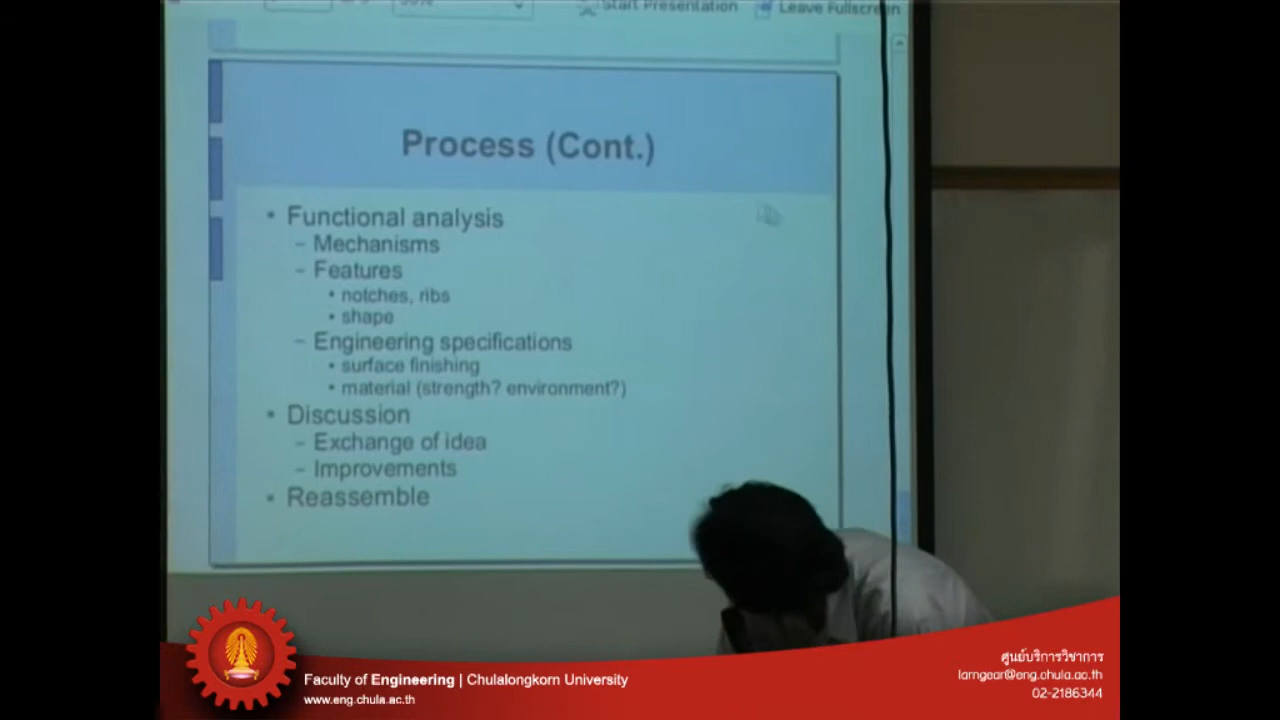 Start Presentation
Leave Fullscreen
Process (Cont.)
• Functional analysis
– Mechanisms
– Features
• notches, ribs
• shape
– Engineering specifications
• surface finishing
• material (strength? environment?)
• Discussion
– Exchange of idea
– Improvements
• Reassemble
Faculty of Engineering | Chulalongkorn University
www.eng.chula.ac.th
ศูนย์บริการวิชาการ
larngear@eng.chula.ac.th
02-2186344